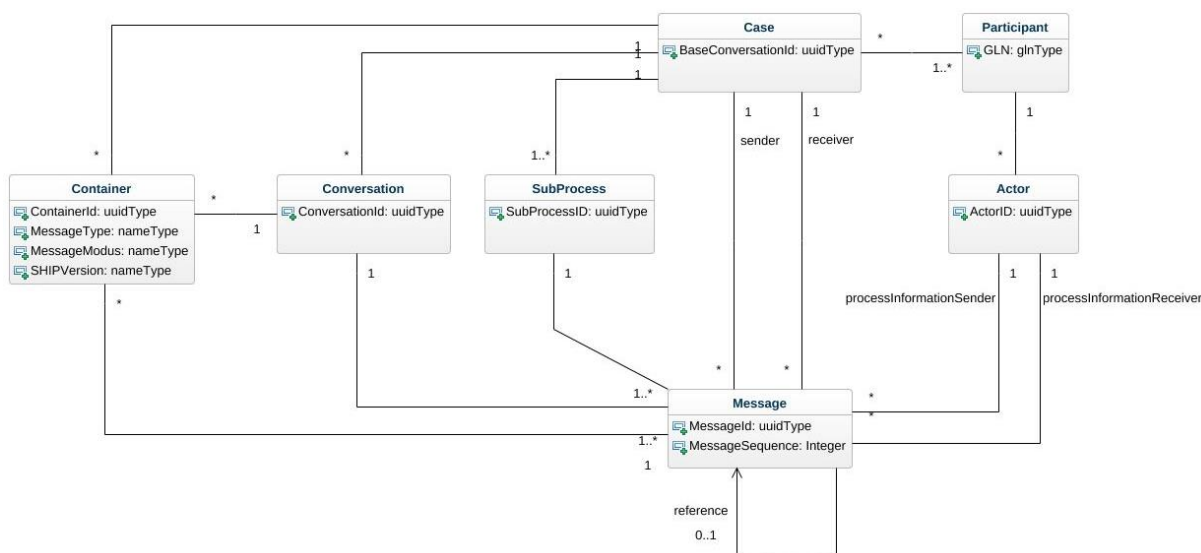 Case
BaseConversationId: uuidType
Participant
GLN: glnType
1
1
1
*
1..*
1
sender
1
receiver
1
*
*
1..*
*
Container
ContainerId: uuidType
MessageType: nameType
MessageModus: nameType
SHIPVersion: nameType
*
1
Conversation
ConversationId: uuidType
SubProcess
SubProcessID: uuidType
Actor
ActorID: uuidType
*
1
1
1
1
processInformationSender
processInformationReceiver
*
*
1..*
*
*
Message
MessageId: uuidType
MessageSequence: Integer
1..*
1
reference
0..1